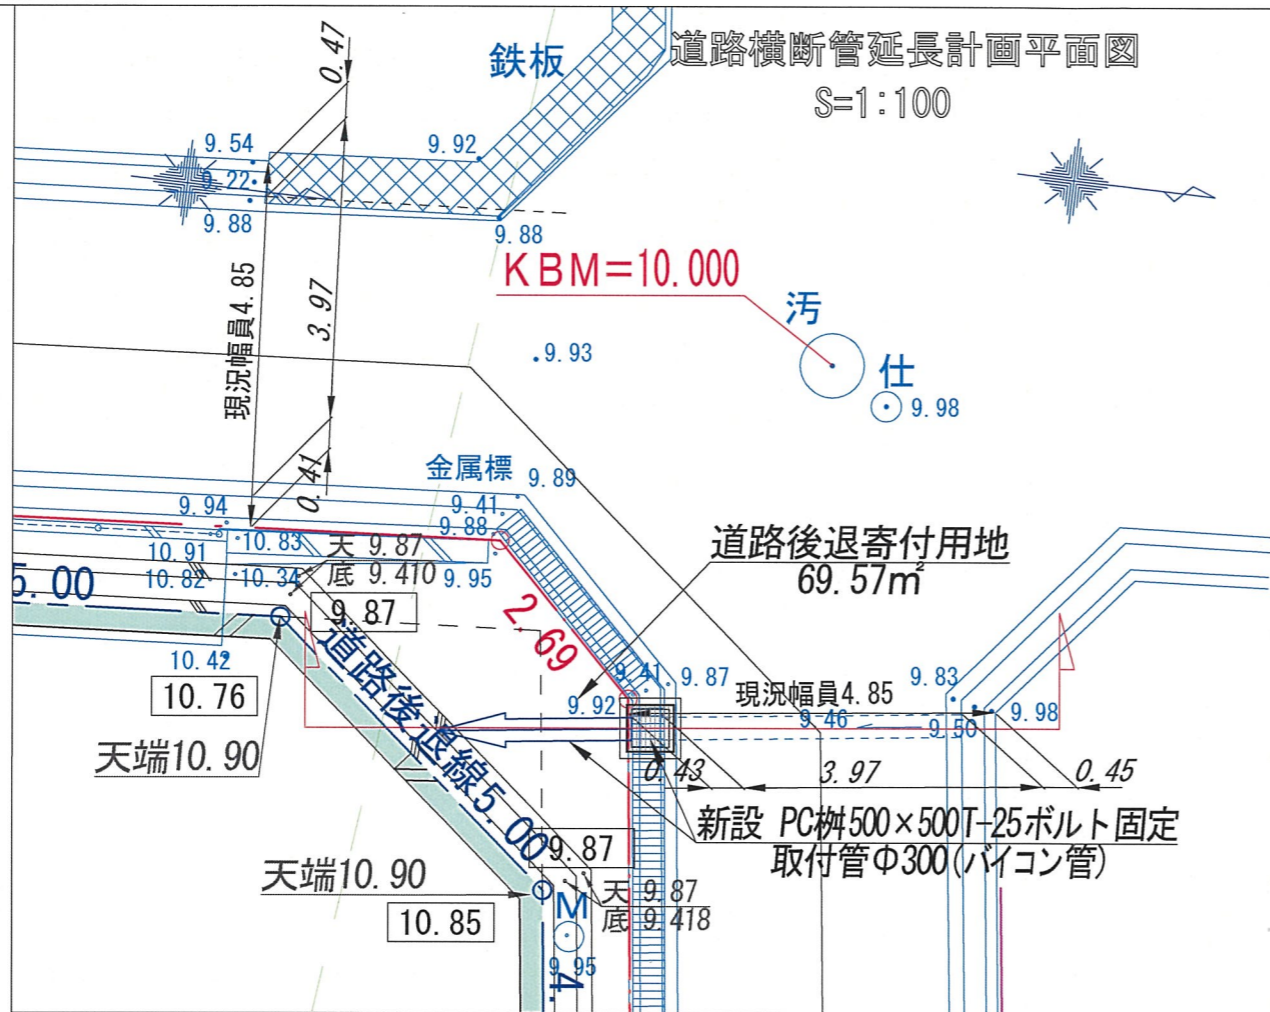 道路横断管延長計画平面図
S=1:100
0.47
鉄板
9.54
9.92
9.22
9.88
9.88
KBM=10.000
現況幅員4.85
3.97
汚
9.93
仕
9.98
0.41
金属標
9.89
9.41
9.94
9.88
10.91
10.83
天 9.87
10.82
10.34
底 9.410
9.95
5.00
9.87
道路後退寄付用地
69.57㎡
2.69
道路後退線5.00
10.42
10.76
9.41
9.87
9.92
現況幅員4.85
9.83
9.46
9.50
9.98
天端10.90
0.43
3.97
0.45
新設 PC桝500×500T-25ボルト固定
取付管Φ300(バイコン管)
9.87
天端10.90
10.85
天 9.87
底 9.418
M
9.95
4.